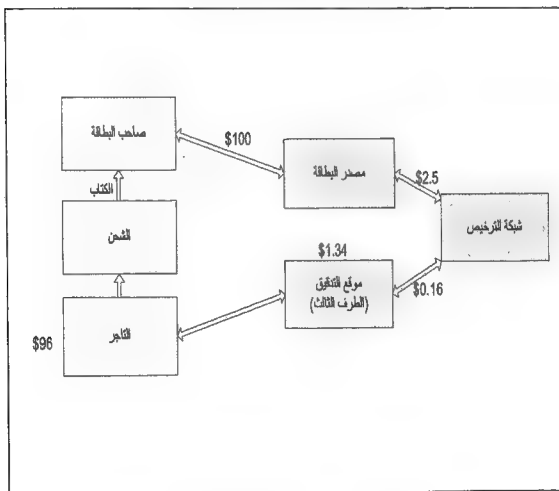 صاحب البطاقة
$100
مصدر البطاقة
$2.5
الكتاب
الشحن
شبكة الترخيص
$1.34
موقع التدقيق
(الطرف الثالث)
$0.16
التاجر
$96